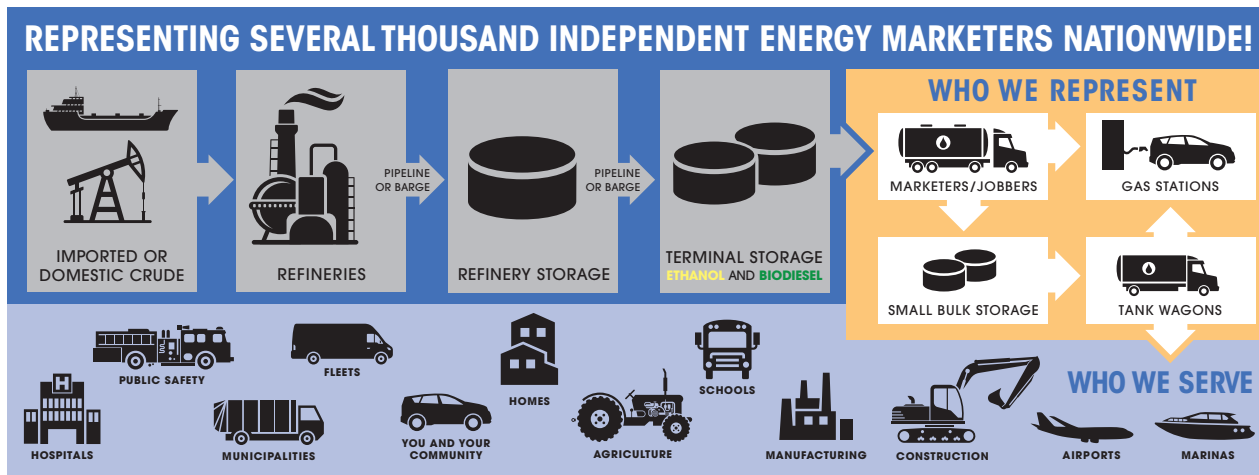 REPRESENTING SEVERAL THOUSAND INDEPENDENT ENERGY MARKETERS NATIONWIDE!
IMPORTED OR
DOMESTIC CRUDE
REFINERIES
PIPELINE
OR BARGE
REFINERY STORAGE
PIPELINE
OR BARGE
TERMINAL STORAGE
ETHANOL AND BIODIESEL
WHO WE REPRESENT
MARKETERS/JOBBERS
GAS STATIONS
SMALL BULK STORAGE
TANK WAGONS
WHO WE SERVE
H
HOSPITALS
PUBLIC SAFETY
MUNICIPALITIES
FLEETS
YOU AND YOUR
COMMUNITY
HOMES
AGRICULTURE
SCHOOLS
MANUFACTURING
CONSTRUCTION
AIRPORTS
MARINAS